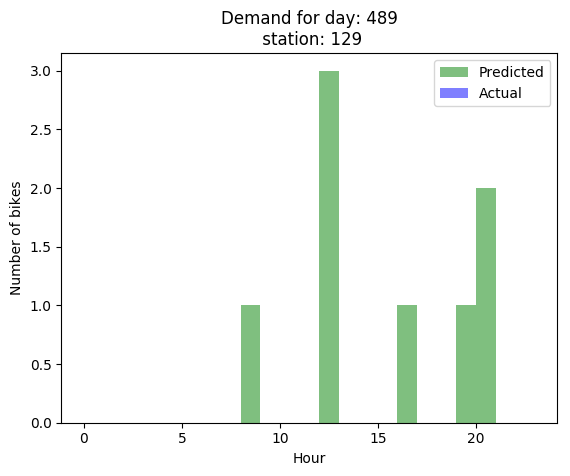 Demand for day: 489
station: 129
Predicted
Actual
3.0
2.5
2.0
1.5
1.0
0.5
0.0
Number of bikes
0
5
10
15
20
Hour